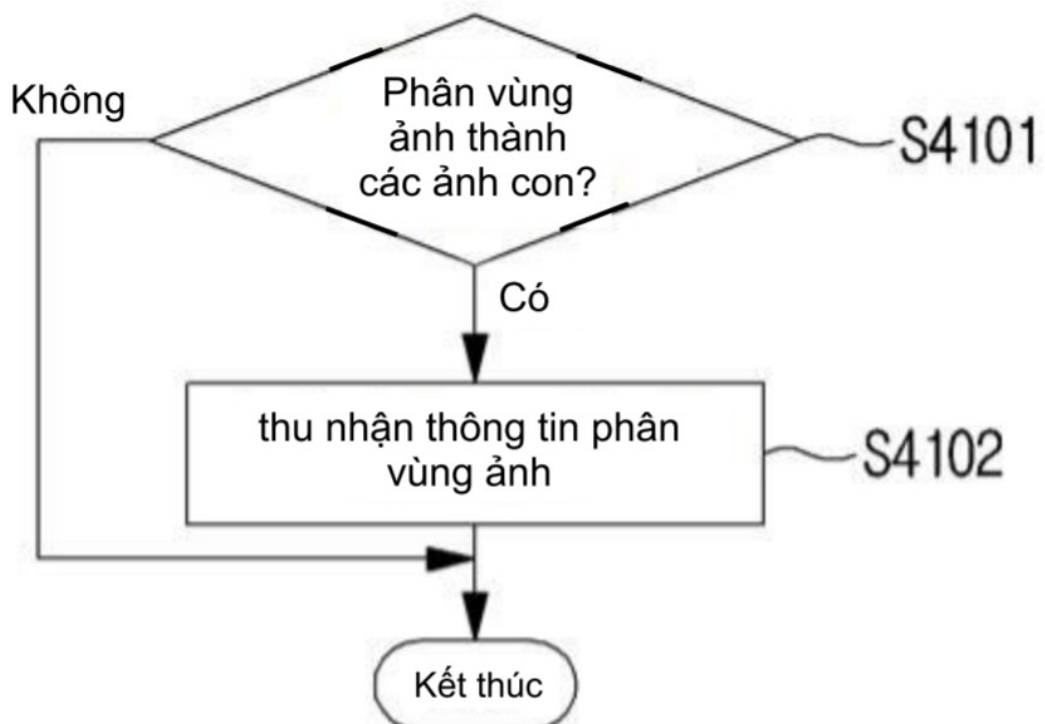 Không
Phân vùng
ảnh thành
các ảnh con?
S4101
Có
thu nhận thông tin phân
vùng ảnh
S4102
Kết thúc